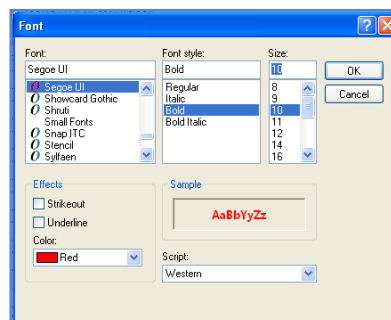 Font
Font:
Segoe UI
Segoe UI
Showcard Gothic
Shruti
Small Fonts
Snap ITC
Stencil
Sylfaen
Font style:
Bold
Regular
Italic
Bold
Bold Italic
Size:
10
8
9
10
11
12
14
16
OK
Cancel
Effects
Strikeout
Underline
Color:
Red
Sample
AaBbYyZz
Script:
Western